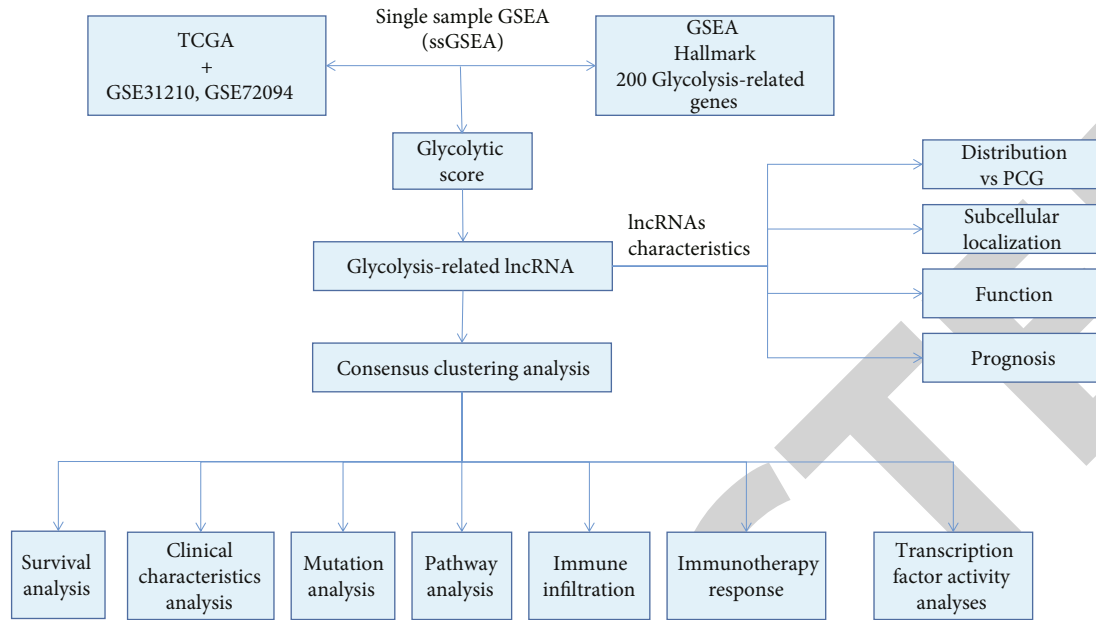 Single sample GSEA
(ssGSEA)
TCGA
+
GSE31210, GSE72094
GSEA
Hallmark
200 Glycolysis-related
genes
Glycolytic
score
Glycolysis-related lncRNA
lncRNAs
characteristics
Distribution
vs PCG
Subcellular
localization
Function
Prognosis
Consensus clustering analysis
Survival
analysis
Clinical
characteristics
analysis
Mutation
analysis
Pathway
analysis
Immune
infiltration
Immunotherapy
response
Transcription
factor activity
analyses